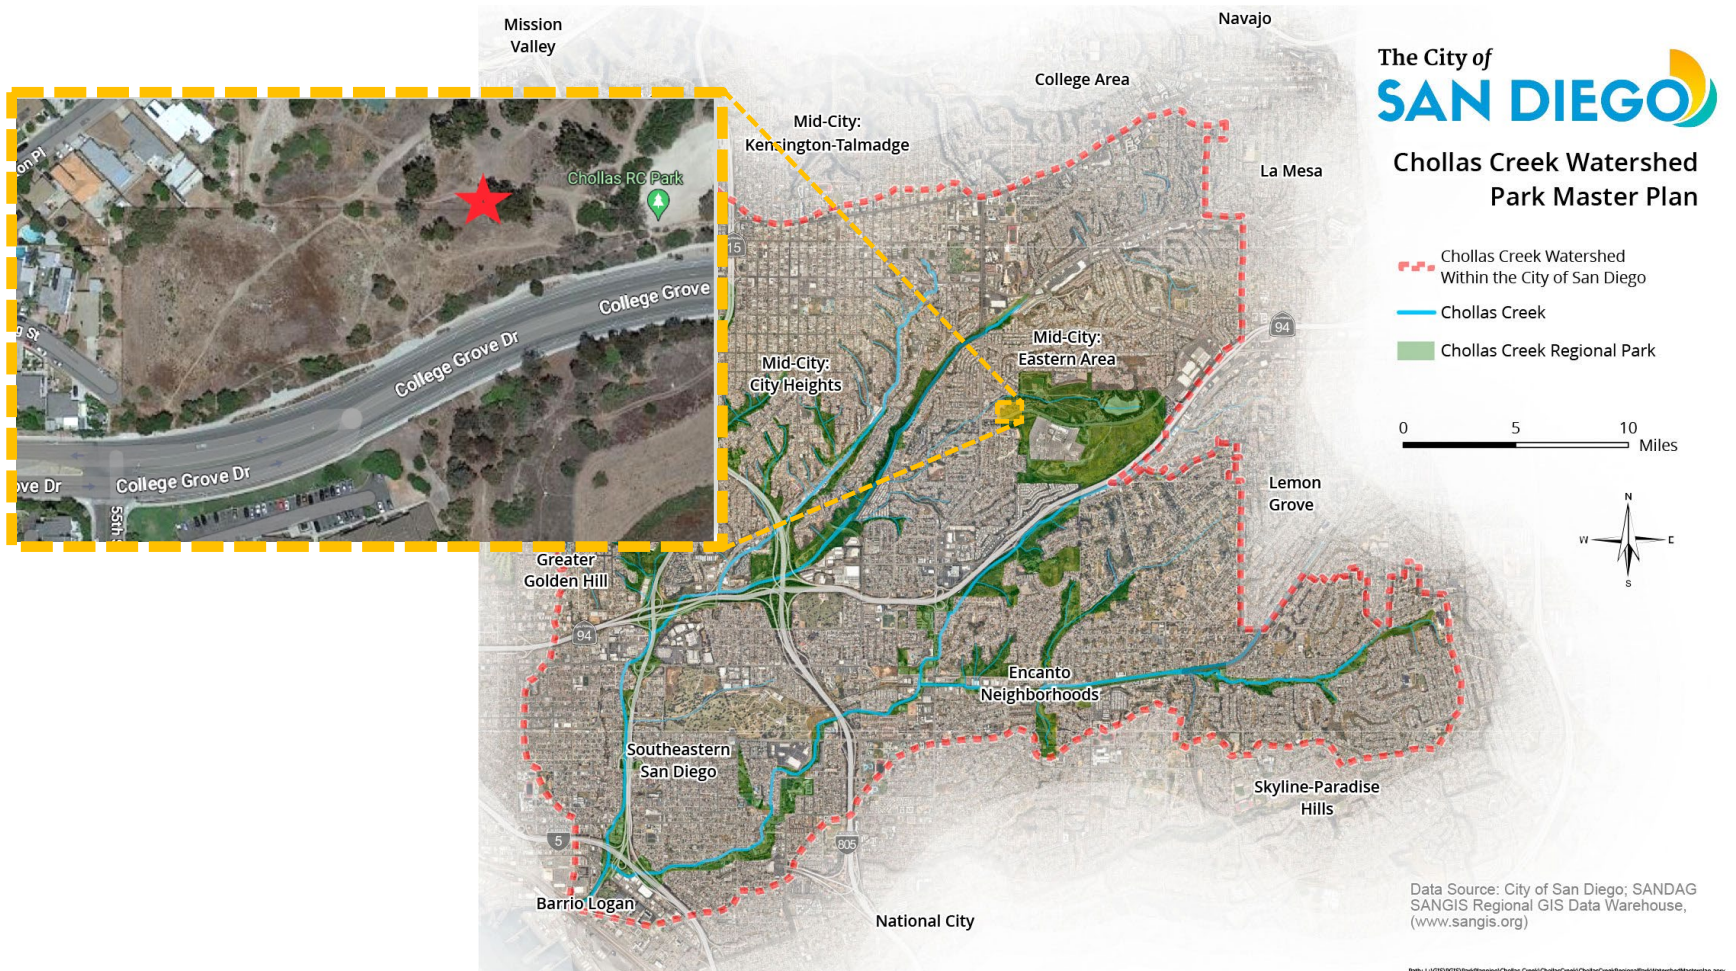 Mission
Valley
Navajo
College Area
Mid-City:
Kensington-Talmadge
La Mesa
The City of
SAN DIEGO
Chollas Creek Watershed
Park Master Plan
Chollas Creek Watershed
Within the City of San Diego
Chollas Creek
Chollas Creek Regional Park
0 5 10
Miles
N
W E
S
on Pl
Chollas RC Park
College Grove
College Grove Dr
g St
College Grove Dr
ove Dr
55th
15
94
Mid-City:
Eastern Area
Mid-City:
City Heights
Lemon
Grove
Greater
Golden Hill
94
Encanto
Neighborhoods
Southeastern
San Diego
Skyline-Paradise
Hills
5
805
Barrio Logan
National City
Data Source: City of San Diego; SANDAG
SANGIS Regional GIS Data Warehouse,
(www.sangis.org)